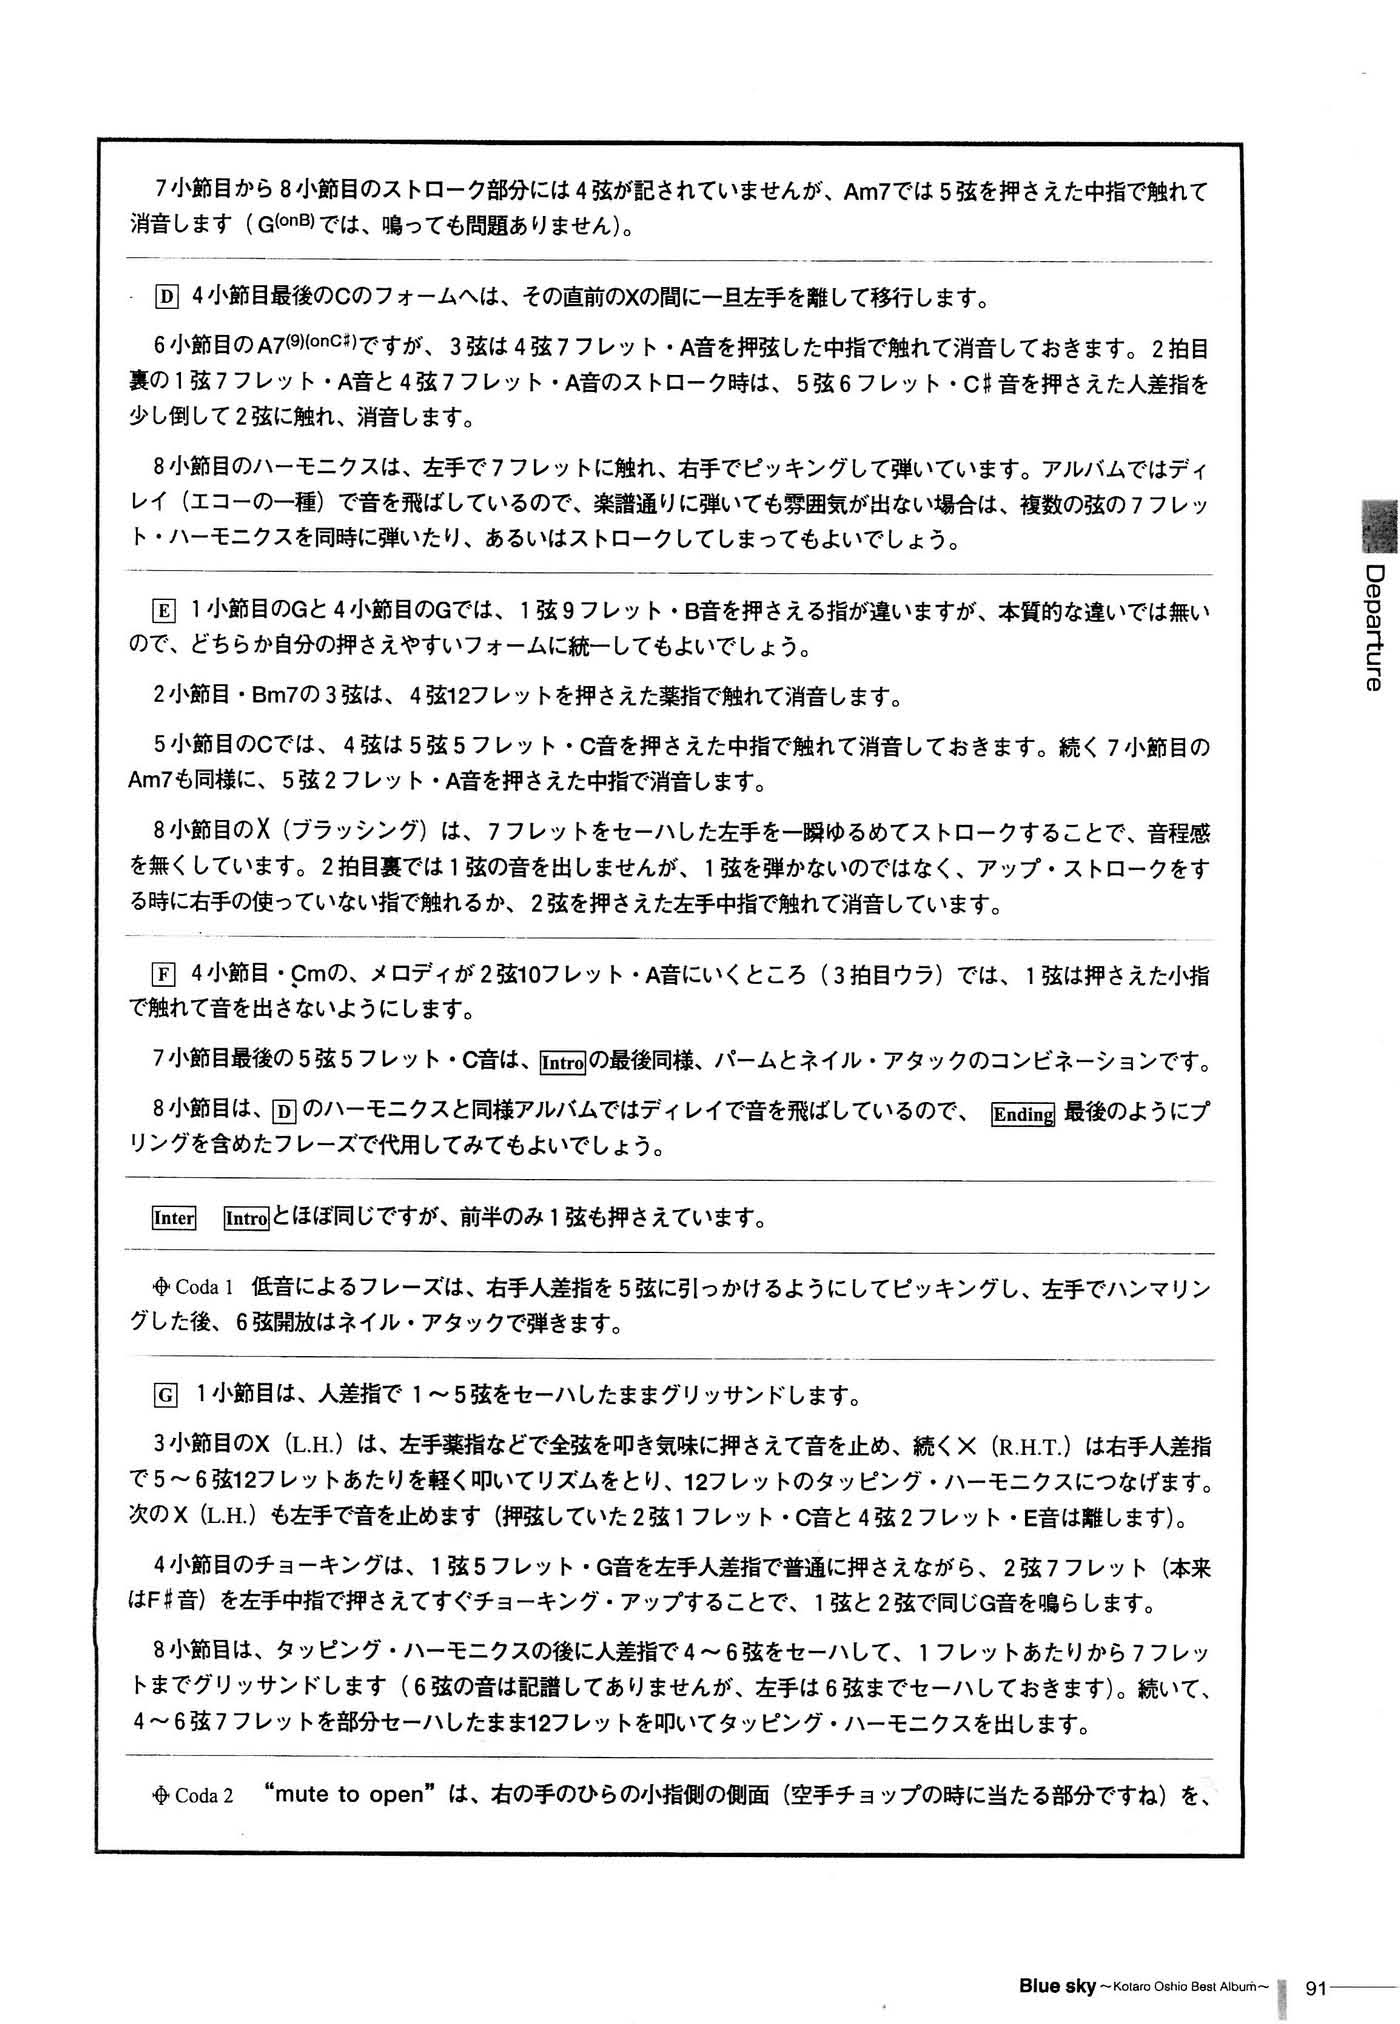 7小節目から8小節目のストローク部分には4弦が記されていませんが、Am7では5弦を押さえた中指で触れて
消音します（G(onB)では、鳴っても問題ありません）。
D 4小節目最後のCのフォームへは、その直前のXの間に一旦左手を離して移行します。
6小節目のA7(9)(onC♯)ですが、3弦は4弦7フレット・A音を押弦した中指で触れて消音しておきます。2拍目
裏の1弦7フレット・A音と4弦7フレット・A音のストローク時は、5弦6フレット・C♯音を押さえた人差指を
少し倒して2弦に触れ、消音します。
8小節目のハーモニクスは、左手で7フレットに触れ、右手でピッキングして弾いています。アルバムではディ
レイ（エコーの一種）で音を飛ばしているので、楽譜通りに弾いても雰囲気が出ない場合は、複数の弦の7フレッ
ト・ハーモニクスを同時に弾いたり、あるいはストロークしてしまってもよいでしょう。
E 1小節目のGと4小節目のGでは、1弦9フレット・B音を押さえる指が違いますが、本質的な違いでは無い
ので、どちらか自分の押さえやすいフォームに統一してもよいでしょう。
2小節目・Bm7の3弦は、4弦12フレットを押さえた薬指で触れて消音します。
5小節目のCでは、4弦は5弦5フレット・C音を押さえた中指で触れて消音しておきます。続く7小節目の
Am7も同様に、5弦2フレット・A音を押さえた中指で消音します。
8小節目のX（ブラッシング）は、7フレットをセーハした左手を一瞬ゆるめてストロークすることで、音程感
を無くしています。2拍目裏では1弦の音を出しませんが、1弦を弾かないのではなく、アップ・ストロークをす
る時に右手の使っていない指で触れるか、2弦を押さえた左手中指で触れて消音しています。
F 4小節目・Cmの、メロディが2弦10フレット・A音にいくところ（3拍目ウラ）では、1弦は押さえた小指
で触れて音を出さないようにします。
7小節目最後の5弦5フレット・C音は、Introの最後同様、パームとネイル・アタックのコンビネーションです。
8小節目は、Dのハーモニクスと同様アルバムではディレイで音を飛ばしているので、Ending最後のようにプ
リングを含めたフレーズで代用してみてもよいでしょう。
Inter Introとほぼ同じですが、前半のみ1弦も押さえています。
Coda 1 低音によるフレーズは、右手人差指を5弦に引っかけるようにしてピッキングし、左手でハンマリン
グした後、6弦開放はネイル・アタックで弾きます。
G 1小節目は、人差指で1〜5弦をセーハしたままグリッサンドします。
3小節目のX（L.H.）は、左手薬指などで全弦を叩き気味に押さえて音を止め、続く×（R.H.T.）は右手人差指
で5〜6弦12フレットあたりを軽く叩いてリズムをとり、12フレットのタッピング・ハーモニクスにつなげます。
次のX（L.H.）も左手で音を止めます（押弦していた2弦1フレット・C音と4弦2フレット・E音は離します）。
4小節目のチョーキングは、1弦5フレット・G音を左手人差指で普通に押さえながら、2弦7フレット（本来
はF♯音）を左手中指で押さえてすぐチョーキング・アップすることで、1弦と2弦で同じG音を鳴らします。
8小節目は、タッピング・ハーモニクスの後に人差指で4〜6弦をセーハして、1フレットあたりから7フレッ
トまでグリッサンドします（6弦の音は記譜してありませんが、左手は6弦までセーハしておきます）。続いて、
4〜6弦7フレットを部分セーハしたまま12フレットを叩いてタッピング・ハーモニクスを出します。
Coda 2 “mute to open”は、右の手のひらの小指側の側面（空手チョップの時に当たる部分ですね）を、
Departure
Blue sky 〜Kotaro Oshio Best Album〜 91